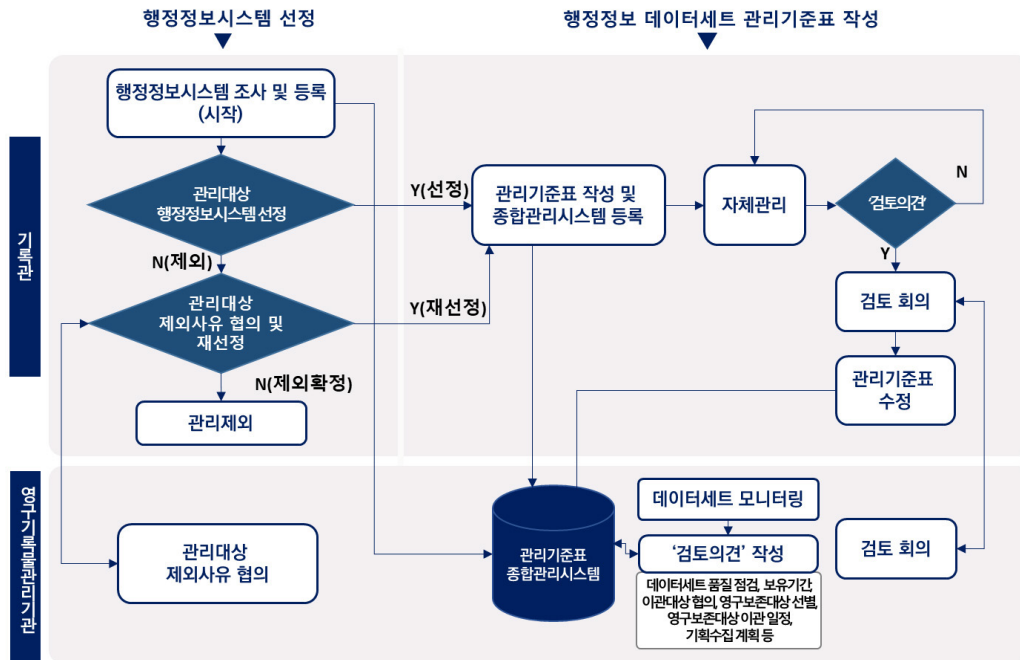 행정정보시스템 선정
행정정보 데이터세트 관리기준표 작성
기록관
행정정보시스템 조사 및 등록
(시작)
관리대상
행정정보시스템 선정
Y(선정)
N(제외)
관리대상
제외사유 협의 및
재선정
Y(재선정)
N(제외확정)
관리제외
관리기준표 작성 및
종합관리시스템 등록
자체관리
‘검토의견’
N
Y
검토 회의
관리기준표
수정
영구기록물관리기관
관리대상
제외사유 협의
관리기준표
종합관리시스템
데이터세트 모니터링
‘검토의견’ 작성
데이터세트 품질 점검, 보유기간,
이관대상 협의, 영구보존대상 선별,
영구보존대상 이관 일정,
기획수집 계획 등
검토 회의